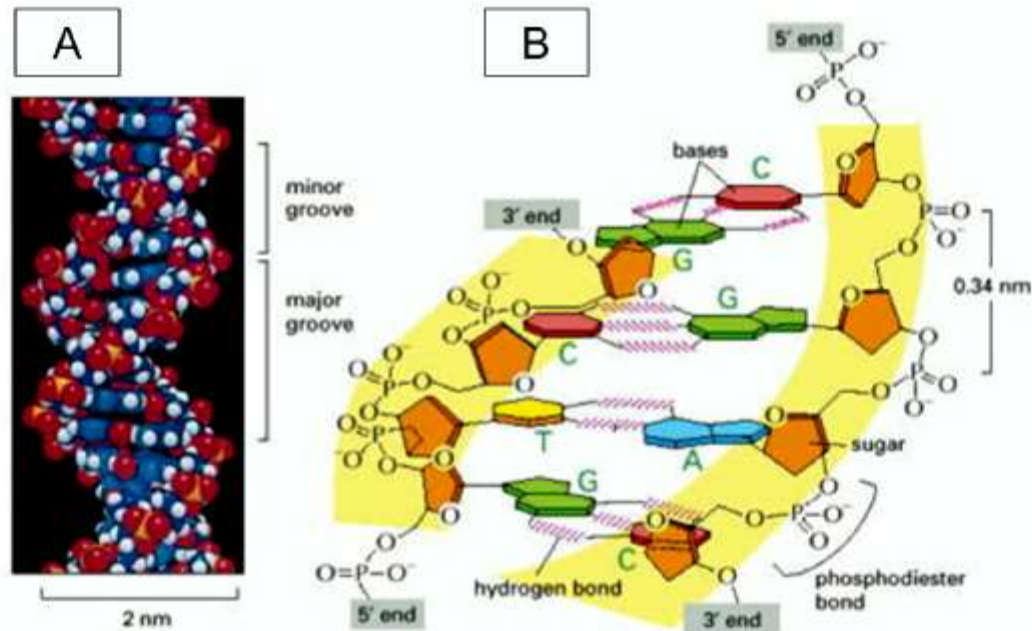 A
minor
groove
major
groove
2 nm
B
5′ end
O⁻
O=P
O
bases
C
O
3′ end
O
O
P=O
O⁻
G
O
O⁻
O=P
O
O
G
O
0.34 nm
C
O
O
O
P=O
O⁻
O⁻
O=P
O
O
T
A
O
sugar
O
O=P
O⁻
O
G
O
O
O
P
O⁻
O
C
O
hydrogen bond
phosphodiester
bond
O=P–O⁻
O
5′ end
3′ end